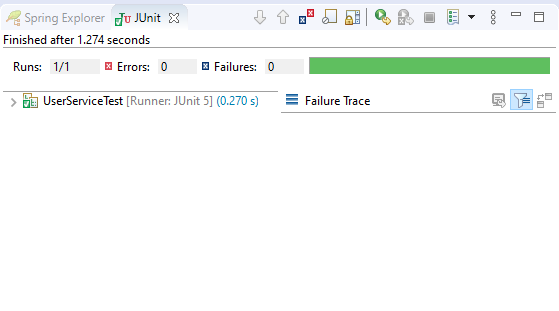 Spring Explorer JUnit
Finished after 1.274 seconds
Runs: 1/1 Errors: 0 Failures: 0
UserServiceTest [Runner: JUnit 5] (0.270 s) Failure Trace